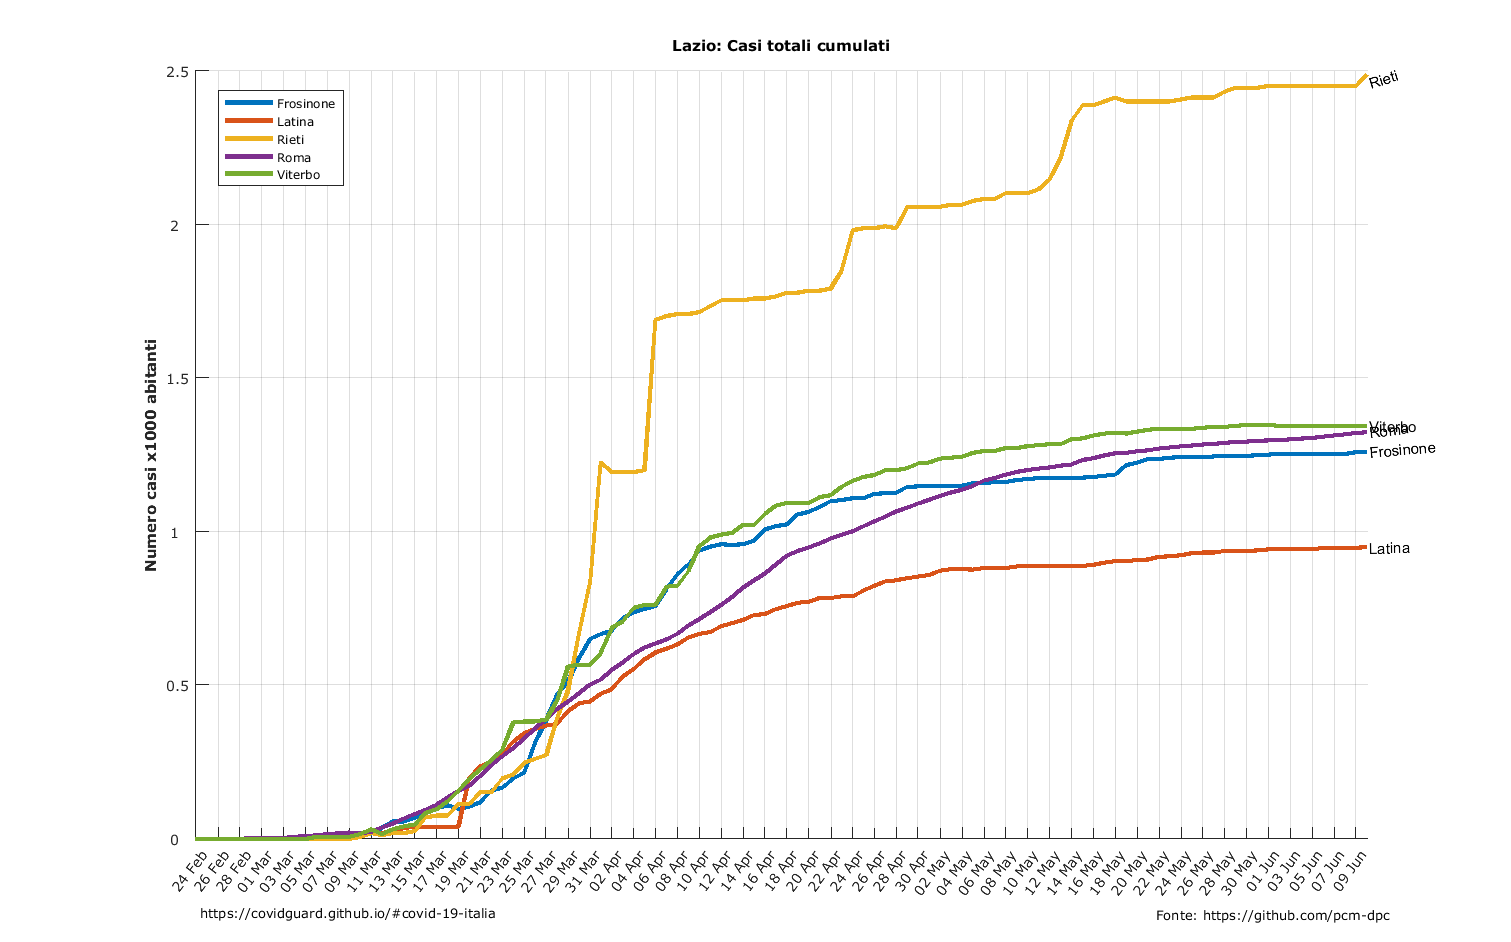 Lazio: Casi totali cumulati
Numero casi x1000 abitanti
2.5
2
1.5
1
0.5
0
Frosinone
Latina
Rieti
Roma
Viterbo
Rieti
Viterbo
Roma
Frosinone
Latina
24 Feb
26 Feb
28 Feb
01 Mar
03 Mar
05 Mar
07 Mar
09 Mar
11 Mar
13 Mar
15 Mar
17 Mar
19 Mar
21 Mar
23 Mar
25 Mar
27 Mar
29 Mar
31 Mar
02 Apr
04 Apr
06 Apr
08 Apr
10 Apr
12 Apr
14 Apr
16 Apr
18 Apr
20 Apr
22 Apr
24 Apr
26 Apr
28 Apr
30 Apr
02 May
04 May
06 May
08 May
10 May
12 May
14 May
16 May
18 May
20 May
22 May
24 May
26 May
28 May
30 May
01 Jun
03 Jun
05 Jun
07 Jun
09 Jun
https://covidguard.github.io/#covid-19-italia
Fonte: https://github.com/pcm-dpc